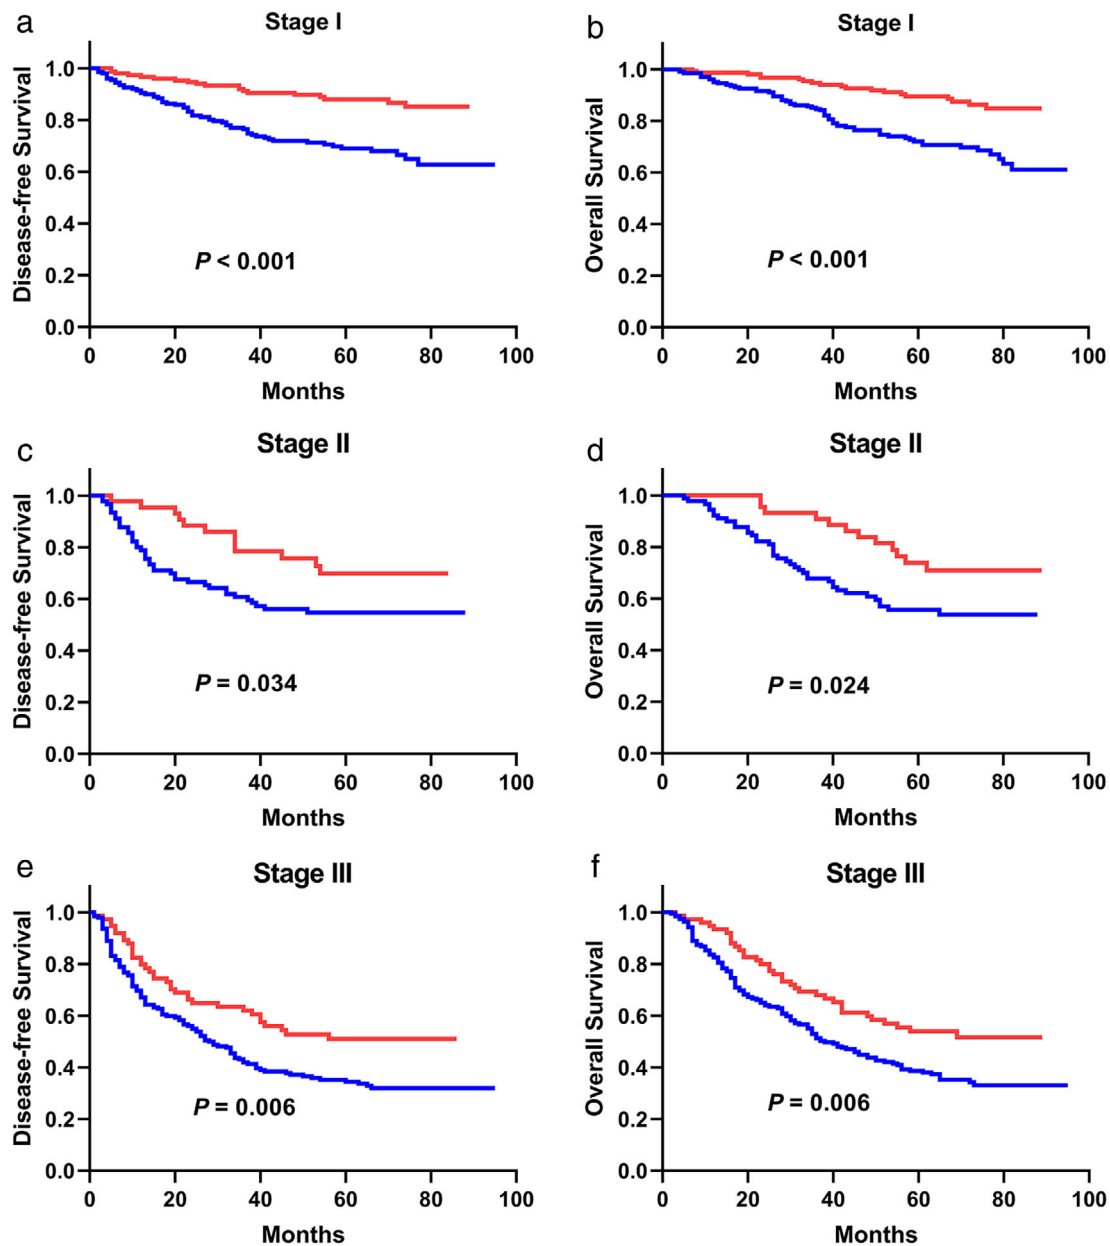 a
Stage I
Disease-free Survival
1.0
0.8
0.6
0.4
0.2
0.0
P < 0.001
0 20 40 60 80 100
Months
b
Stage I
Overall Survival
1.0
0.8
0.6
0.4
0.2
0.0
P < 0.001
0 20 40 60 80 100
Months
c
Stage II
Disease-free Survival
1.0
0.8
0.6
0.4
0.2
0.0
P = 0.034
0 20 40 60 80 100
Months
d
Stage II
Overall Survival
1.0
0.8
0.6
0.4
0.2
0.0
P = 0.024
0 20 40 60 80 100
Months
e
Stage III
Disease-free Survival
1.0
0.8
0.6
0.4
0.2
0.0
P = 0.006
0 20 40 60 80 100
Months
f
Stage III
Overall Survival
1.0
0.8
0.6
0.4
0.2
0.0
P = 0.006
0 20 40 60 80 100
Months